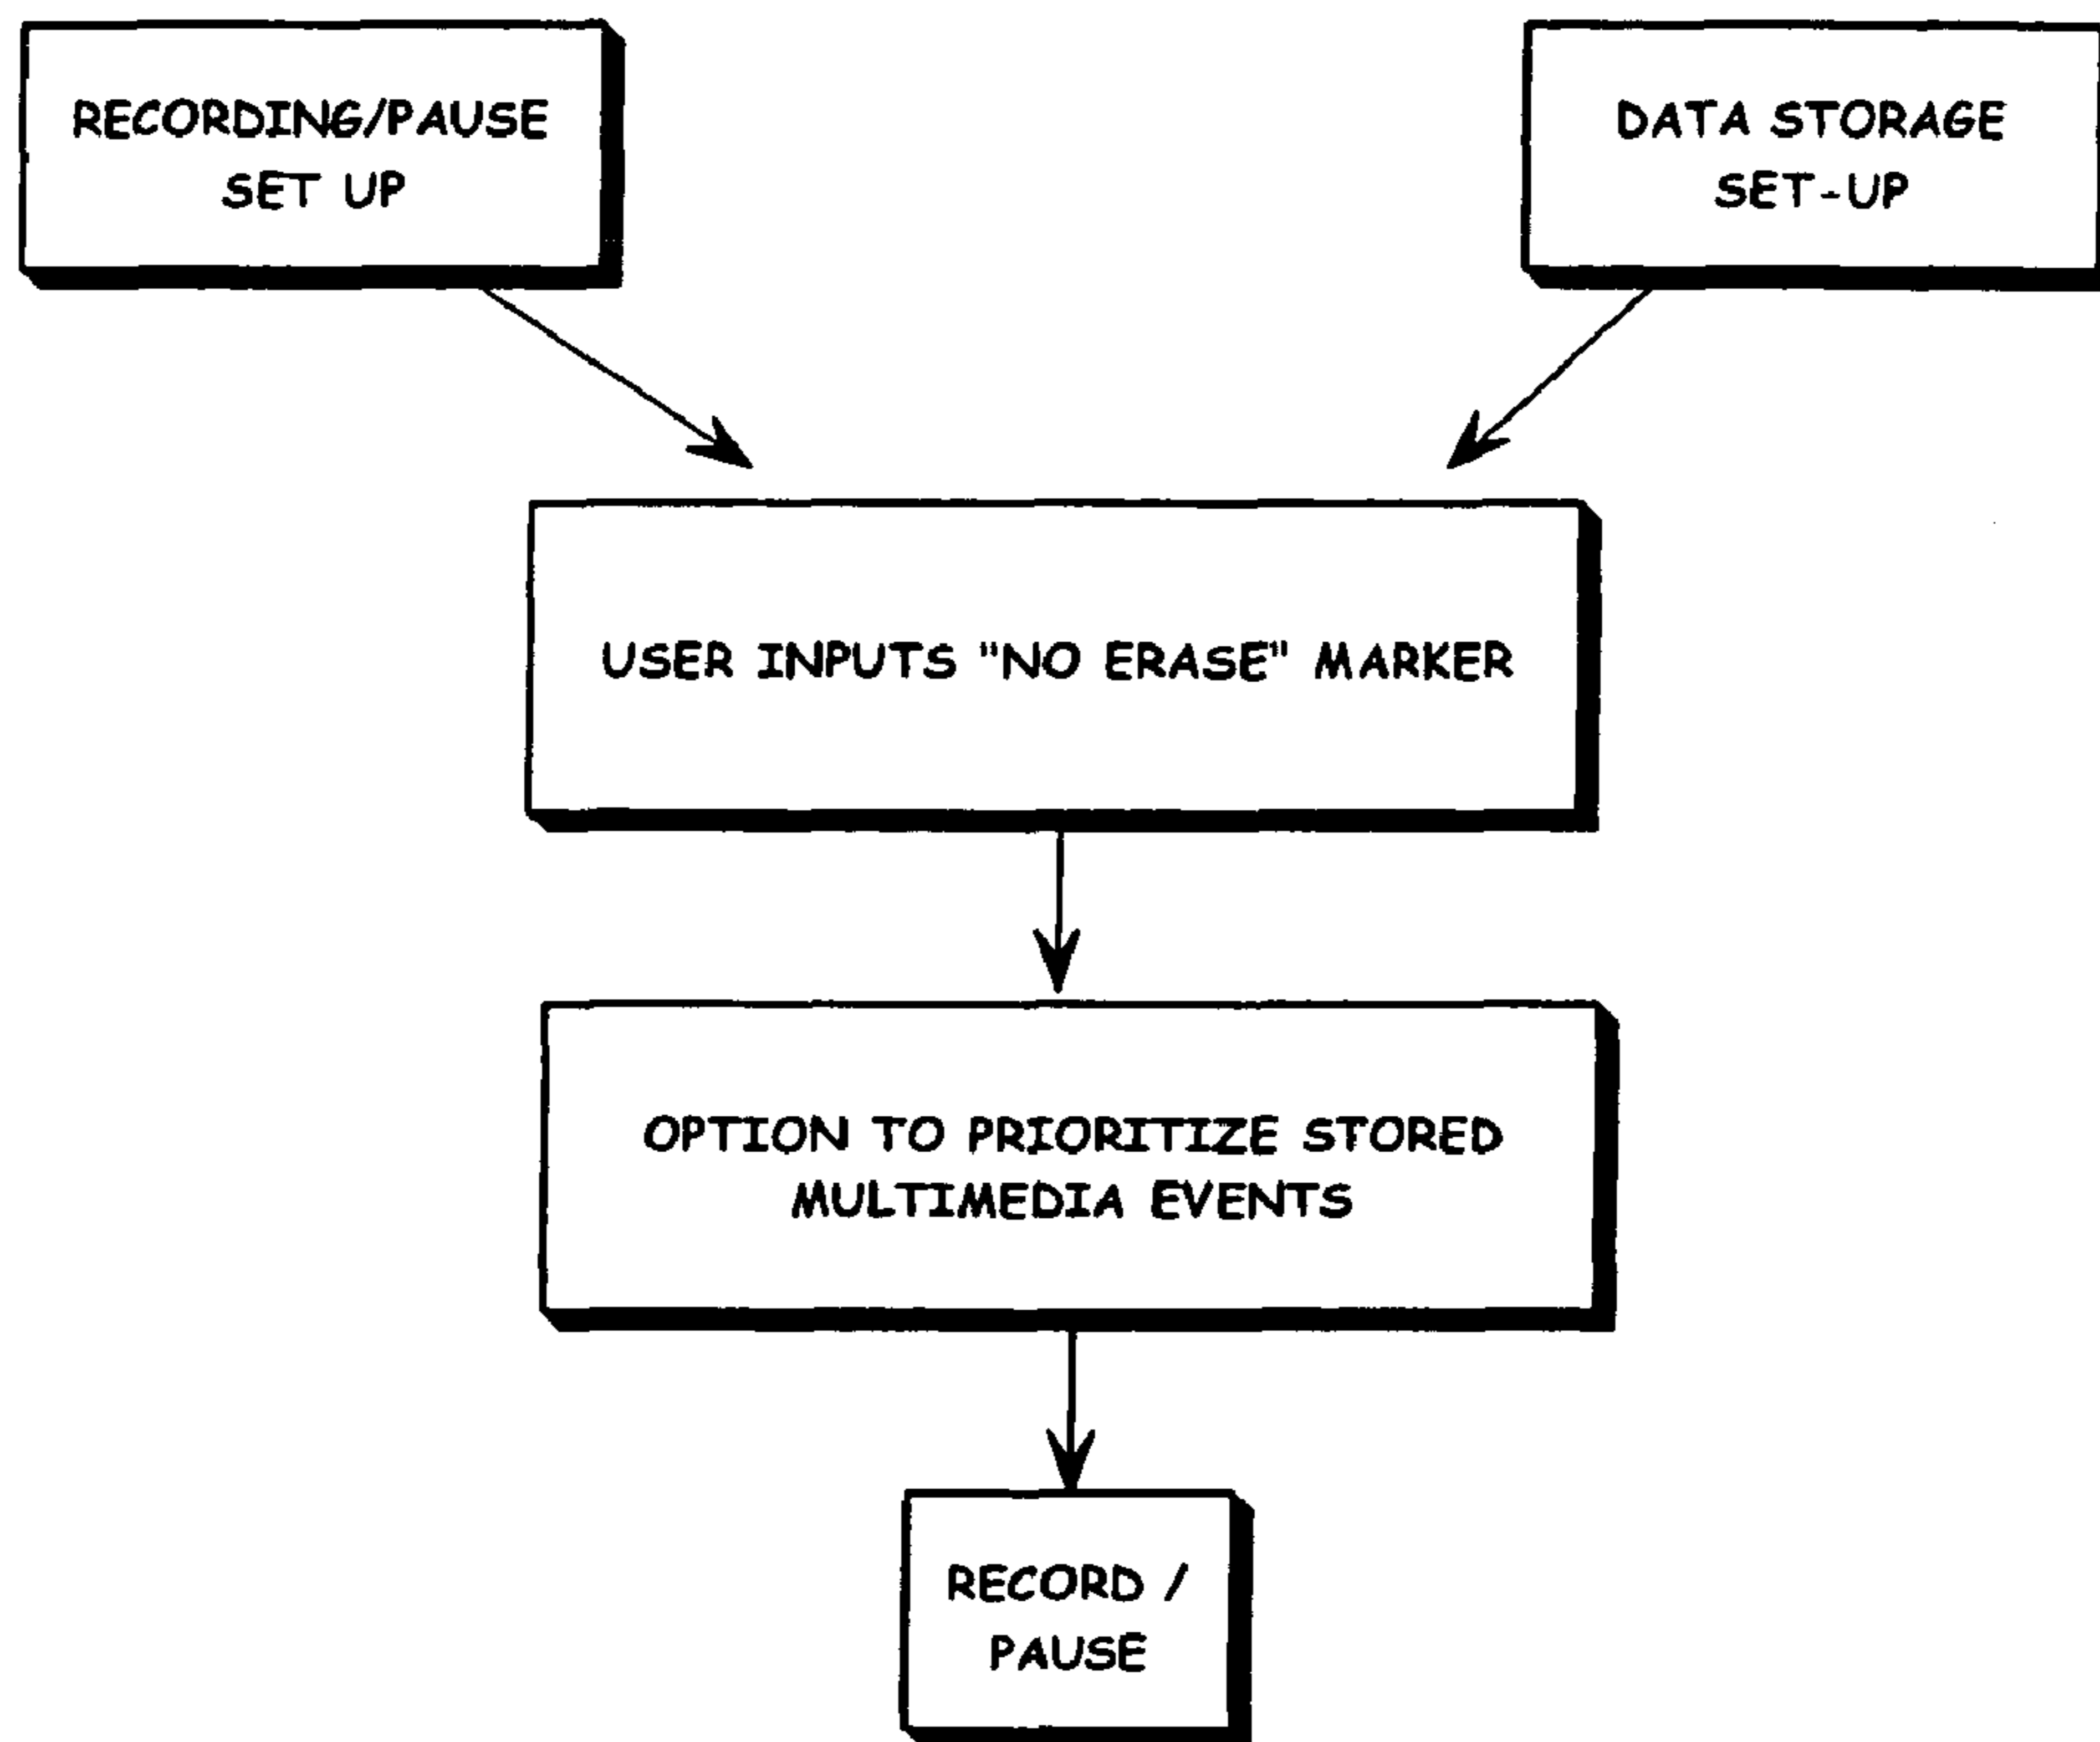 RECORDING/PAUSE
SET UP
DATA STORAGE
SET-UP
USER INPUTS "NO ERASE" MARKER
OPTION TO PRIORITIZE STORED
MULTIMEDIA EVENTS
RECORD /
PAUSE